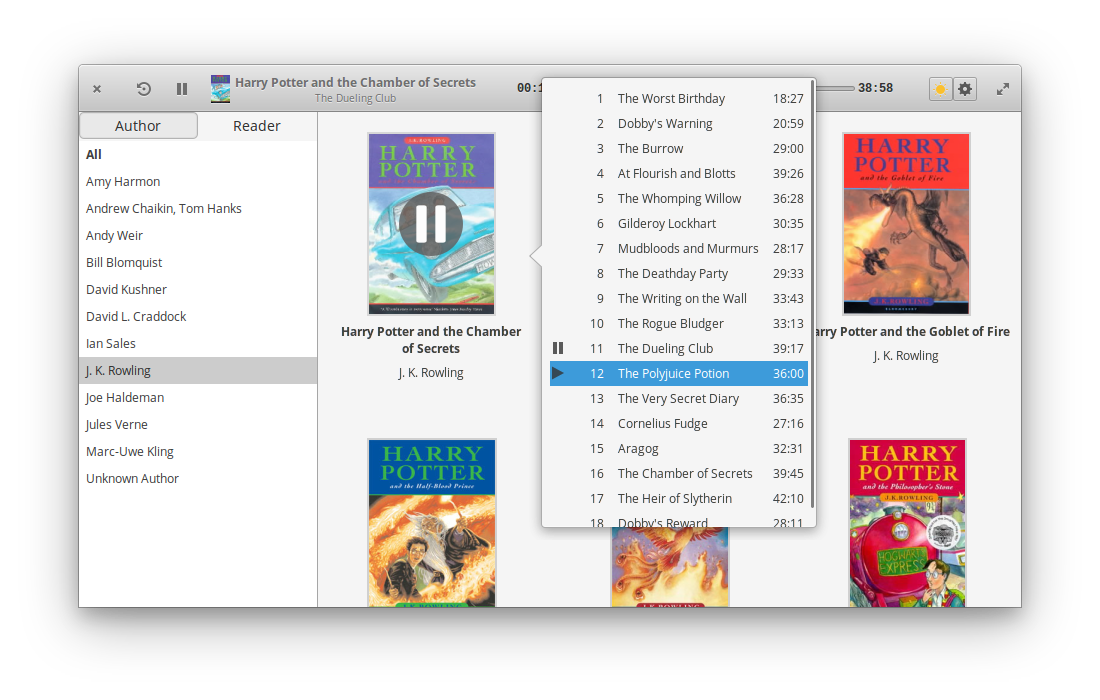 Harry Potter and the Chamber of Secrets
The Dueling Club
00:1
38:58
Author Reader
All
Amy Harmon
Andrew Chaikin, Tom Hanks
Andy Weir
Bill Blomquist
David Kushner
David L. Craddock
Ian Sales
J. K. Rowling
Joe Haldeman
Jules Verne
Marc-Uwe Kling
Unknown Author
J.K. ROWLING
HARRY
POTTER
AND THE CHAMBER OF SECRETS
Harry Potter and the Chamber
of Secrets
J. K. Rowling
1 The Worst Birthday 18:27
2 Dobby's Warning 20:59
3 The Burrow 29:00
4 At Flourish and Blotts 39:26
5 The Whomping Willow 36:28
6 Gilderoy Lockhart 30:35
7 Mudbloods and Murmurs 28:17
8 The Deathday Party 29:33
9 The Writing on the Wall 33:43
10 The Rogue Bludger 33:13
11 The Dueling Club 39:17
12 The Polyjuice Potion 36:00
13 The Very Secret Diary 36:35
14 Cornelius Fudge 27:16
15 Aragog 32:31
16 The Chamber of Secrets 39:45
17 The Heir of Slytherin 42:10
18 Dobby's Reward 28:11
HARRY
POTTER
and the Goblet of Fire
J.K. ROWLING
BLOOMSBURY
arry Potter and the Goblet of Fire
J. K. Rowling
HARRY
POTTER
and the Half-Blood Prince
J.K. ROWLING
HARRY
POTTER
and the Philosopher's Stone
J.K. ROWLING
HOGWARTS
EXPRESS